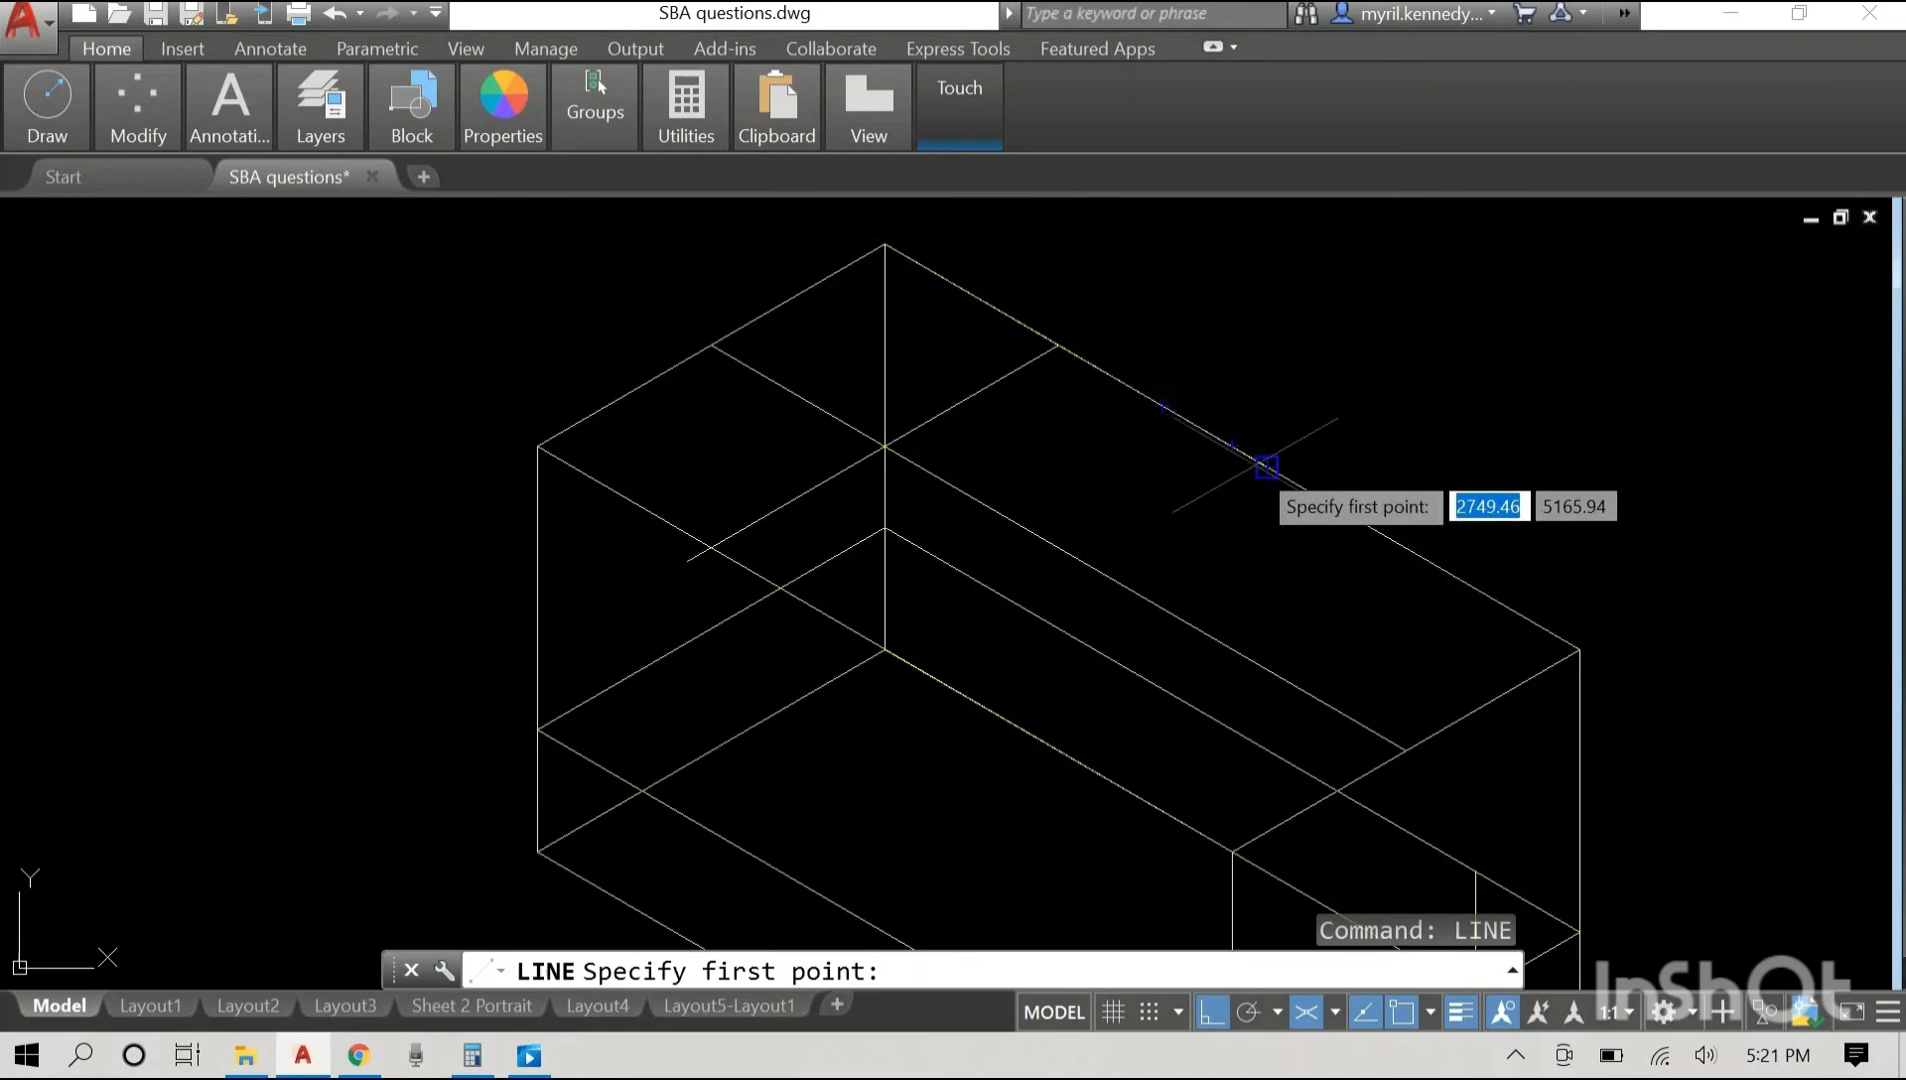 SBA questions.dwg
Type a keyword or phrase
myril.kennedy...
Home Insert Annotate Parametric View Manage Output Add-ins Collaborate Express Tools Featured Apps
Draw Modify Annotati... Layers Block Properties Groups Utilities Clipboard View Touch
Start SBA questions*
Specify first point: 2749.46 5165.94
Command: LINE
Y
X
LINE Specify first point:
Model Layout1 Layout2 Layout3 Sheet 2 Portrait Layout4 Layout5-Layout1
MODEL 1:1
InShOt
5:21 PM